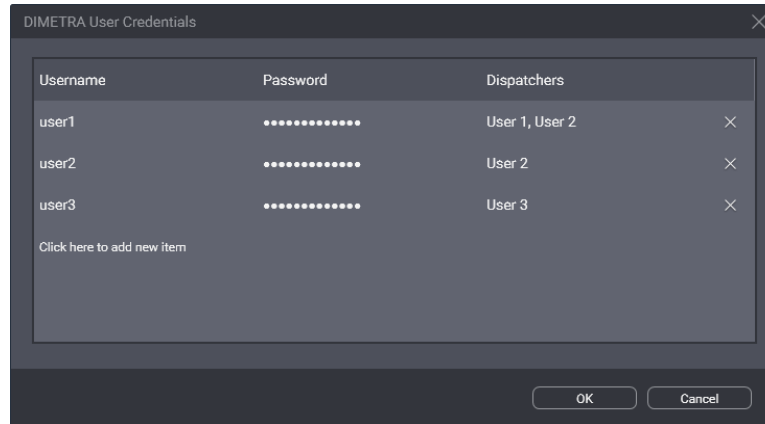 DIMETRA User Credentials
Username Password Dispatchers
user1 ••••••••••••• User 1, User 2
user2 ••••••••••••• User 2
user3 ••••••••••••• User 3
Click here to add new item
OK Cancel